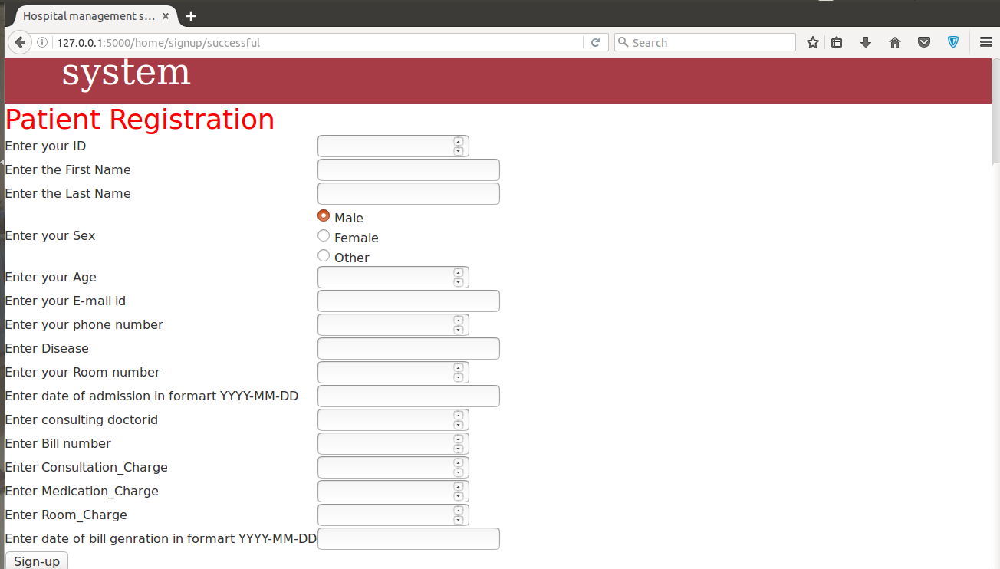 Hospital management s...
127.0.0.1:5000/home/signup/successful
Search
system
Patient Registration
Enter your ID
Enter the First Name
Enter the Last Name
Enter your Sex
Male
Female
Other
Enter your Age
Enter your E-mail id
Enter your phone number
Enter Disease
Enter your Room number
Enter date of admission in formart YYYY-MM-DD
Enter consulting doctorid
Enter Bill number
Enter Consultation_Charge
Enter Medication_Charge
Enter Room_Charge
Enter date of bill genration in formart YYYY-MM-DD
Sign-up